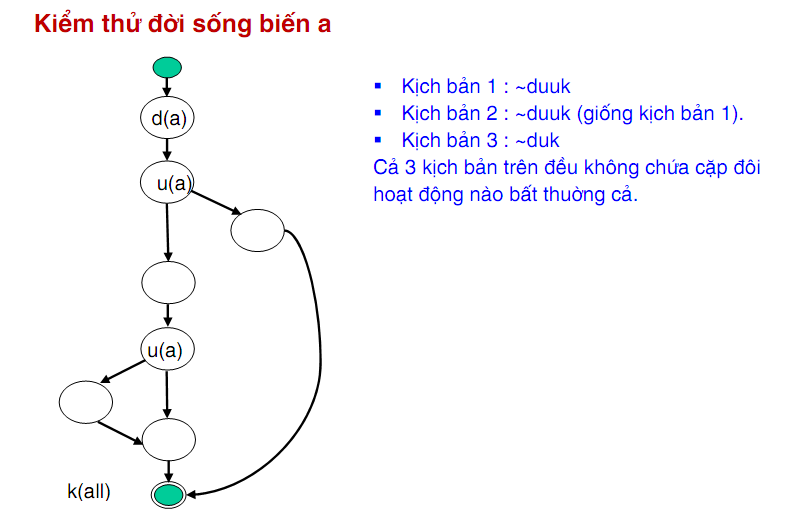 Kiểm thử đời sống biến a
d(a)
u(a)
u(a)
k(all)
▪ Kịch bản 1 : ~duuk
▪ Kịch bản 2 : ~duuk (giống kịch bản 1).
▪ Kịch bản 3 : ~duk
Cả 3 kịch bản trên đều không chứa cặp đôi
hoạt động nào bất thuờng cả.